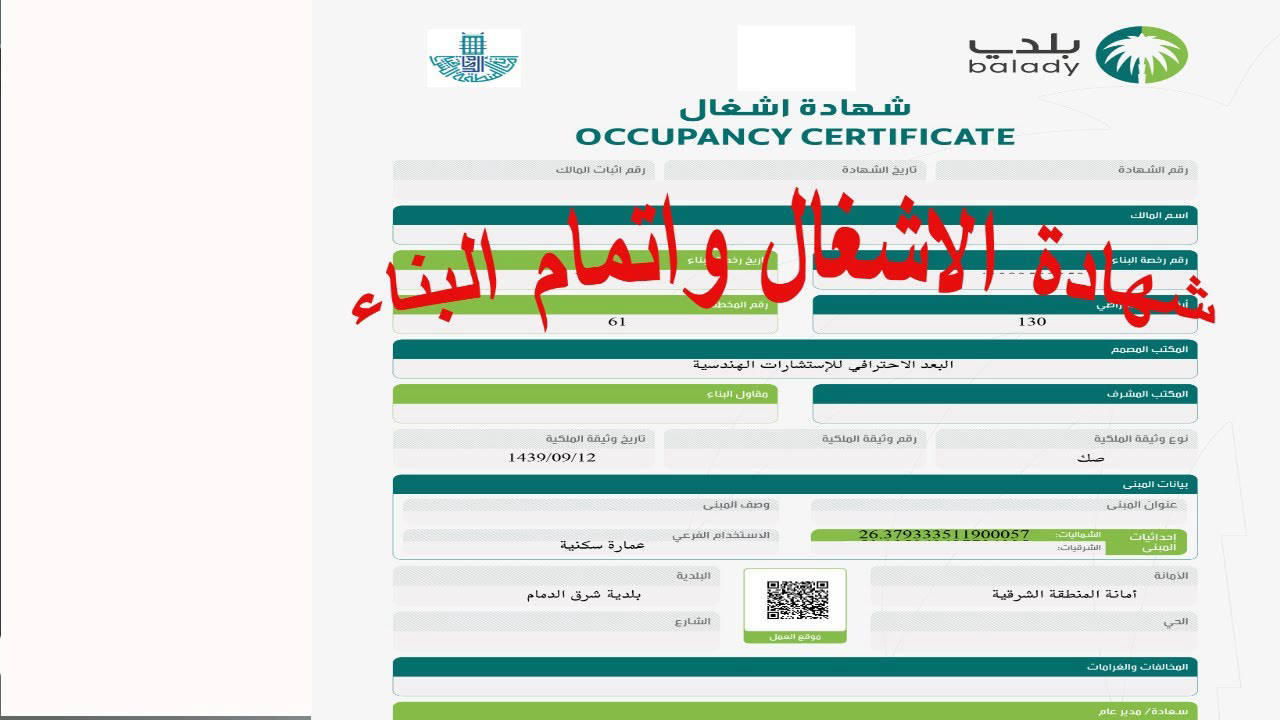 بلدي
balady
شهادة اشغال
OCCUPANCY CERTIFICATE
رقم الشهادة
تاريخ الشهادة
رقم اثبات المالك
اسم المالك
شهادة الاشغال واتمام البناء
رقم رخصة البناء
تاريخ رخصة البناء
رقم المخطط
130
61
المكتب المصمم
البعد الاحترافي للإستشارات الهندسية
المكتب المشرف
مقاول البناء
نوع وثيقة الملكية
رقم وثيقة الملكية
تاريخ وثيقة الملكية
صك
1439/09/12
بيانات المبنى
عنوان المبنى
وصف المبنى
إحداثيات المبنى
الشماليات:
26.379333511900057
الشرقيات:
الاستخدام الفرعي
عمارة سكنية
الأمانة
البلدية
أمانة المنطقة الشرقية
بلدية شرق الدمام
الحي
الشارع
موقع العمل
المخالفات والغرامات
سعادة/ مدير عام